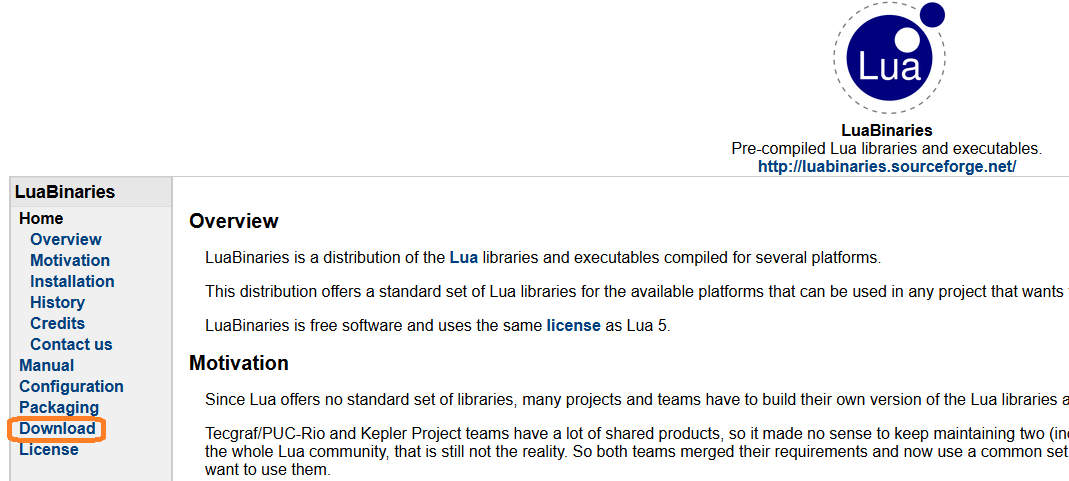 Lua
LuaBinaries
Pre-compiled Lua libraries and executables.
http://luabinaries.sourceforge.net/
LuaBinaries
Home
Overview
Motivation
Installation
History
Credits
Contact us
Manual
Configuration
Packaging
Download
License
Overview
LuaBinaries is a distribution of the Lua libraries and executables compiled for several platforms.
This distribution offers a standard set of Lua libraries for the available platforms that can be used in any project that wants
LuaBinaries is free software and uses the same license as Lua 5.
Motivation
Since Lua offers no standard set of libraries, many projects and teams have to build their own version of the Lua libraries a
Tecgraf/PUC-Rio and Kepler Project teams have a lot of shared products, so it made no sense to keep maintaining two (in
the whole Lua community, that is still not the reality. So both teams merged their requirements and now use a common set
want to use them.